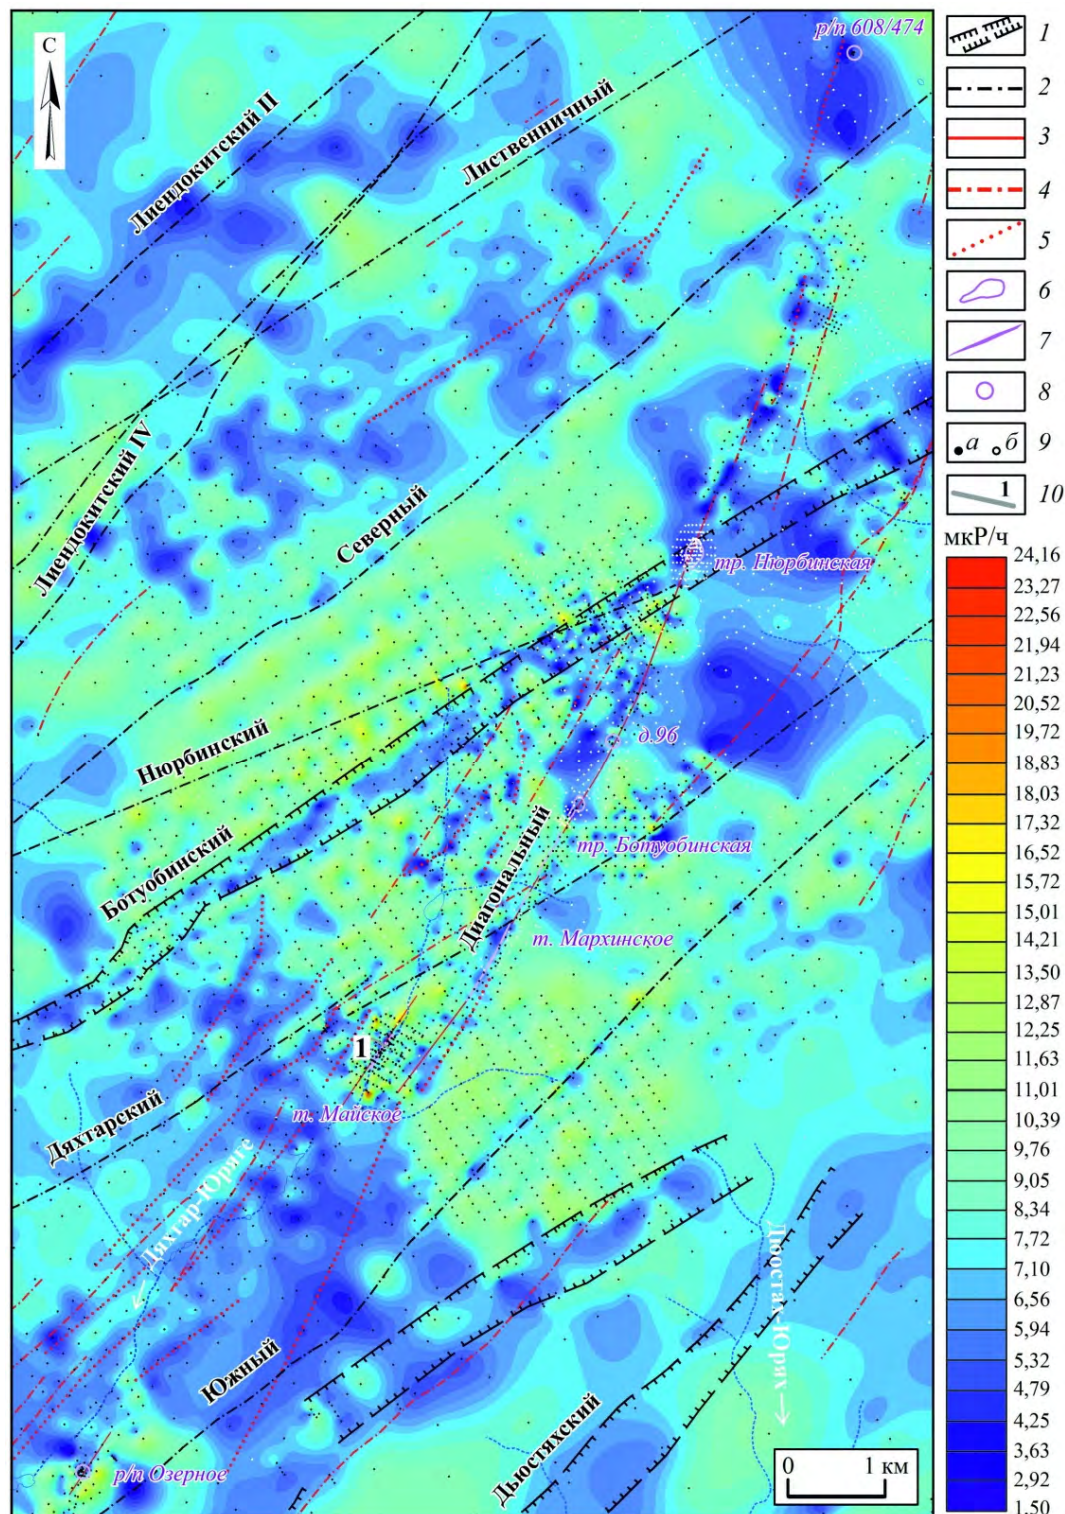 С
р/п 608/474
Лиендокитский II
Лиственничный
Лиендокитский IV
Северный
тр. Нюрбинская
Нюрбинский
д.96
Ботуобинский
тр. Ботуобинская
Диагональный
т. Мархинское
1
т. Майское
Дяхтарский
Дяхтар-Юряге
Дюостях-Юрях
Южный
р/п Озерное
Дьюстяхский
0 1 км
1
2
3
4
5
6
7
8
а б 9
1 10
мкР/ч
24,16
23,27
22,56
21,94
21,23
20,52
19,72
18,83
18,03
17,32
16,52
15,72
15,01
14,21
13,50
12,87
12,25
11,63
11,01
10,39
9,76
9,05
8,34
7,72
7,10
6,56
5,94
5,32
4,79
4,25
3,63
2,92
1,50